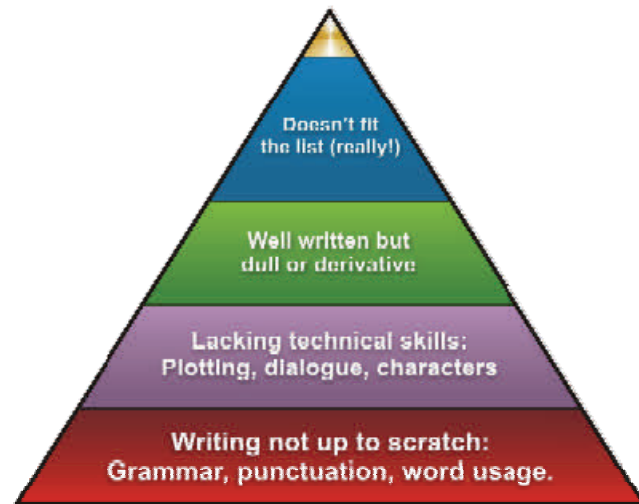 Doesn't fit
the list (really!)
Well written but
dull or derivative
Lacking technical skills:
Plotting, dialogue, characters
Writing not up to scratch:
Grammar, punctuation, word usage.